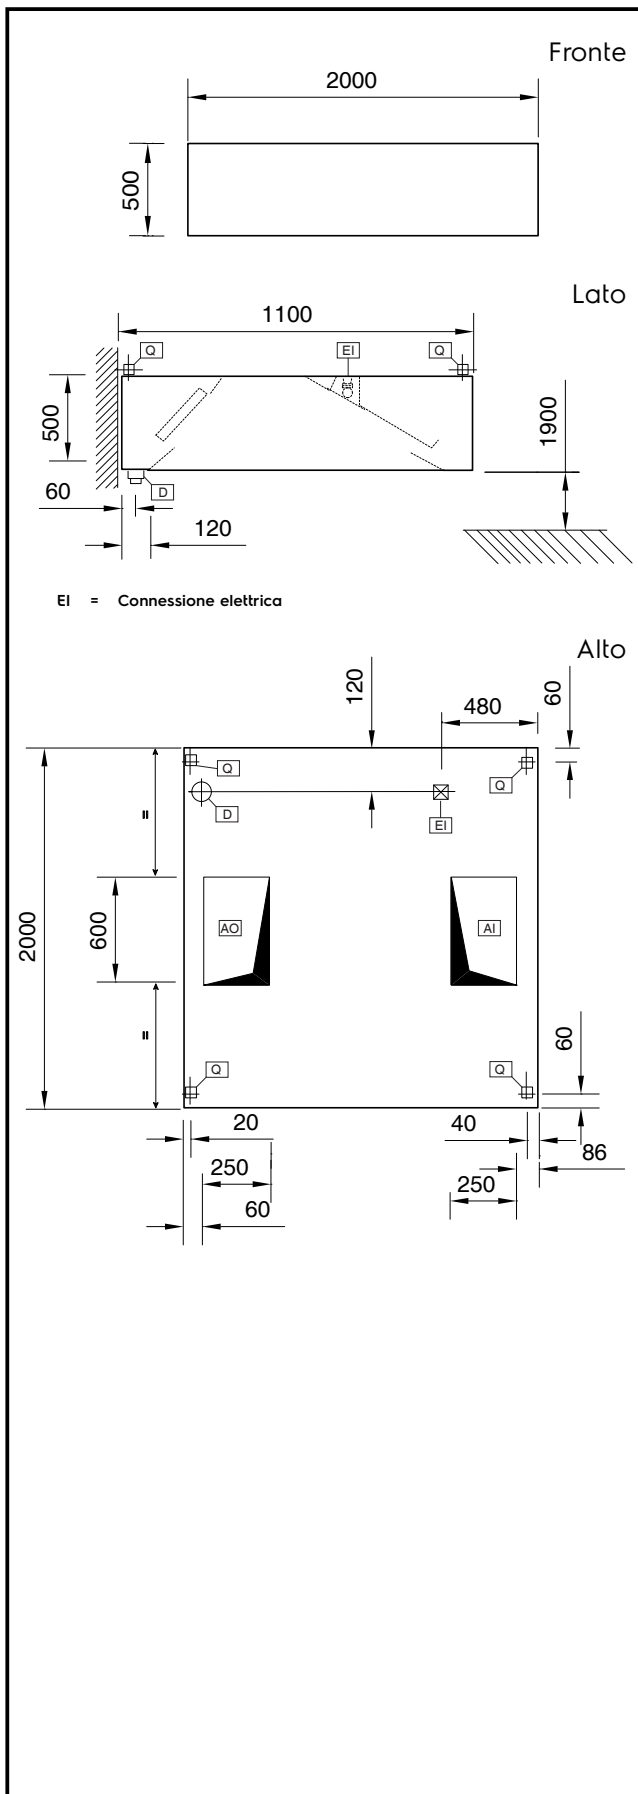 Fronte
2000
500
Lato
1100
Q
EI
Q
500
1900
60
D
120
EI = Connessione elettrica
Alto
120
480
60
Q
Q
D
EI
=
2000
600
AO
AI
=
60
Q
Q
20
40
86
250
250
60